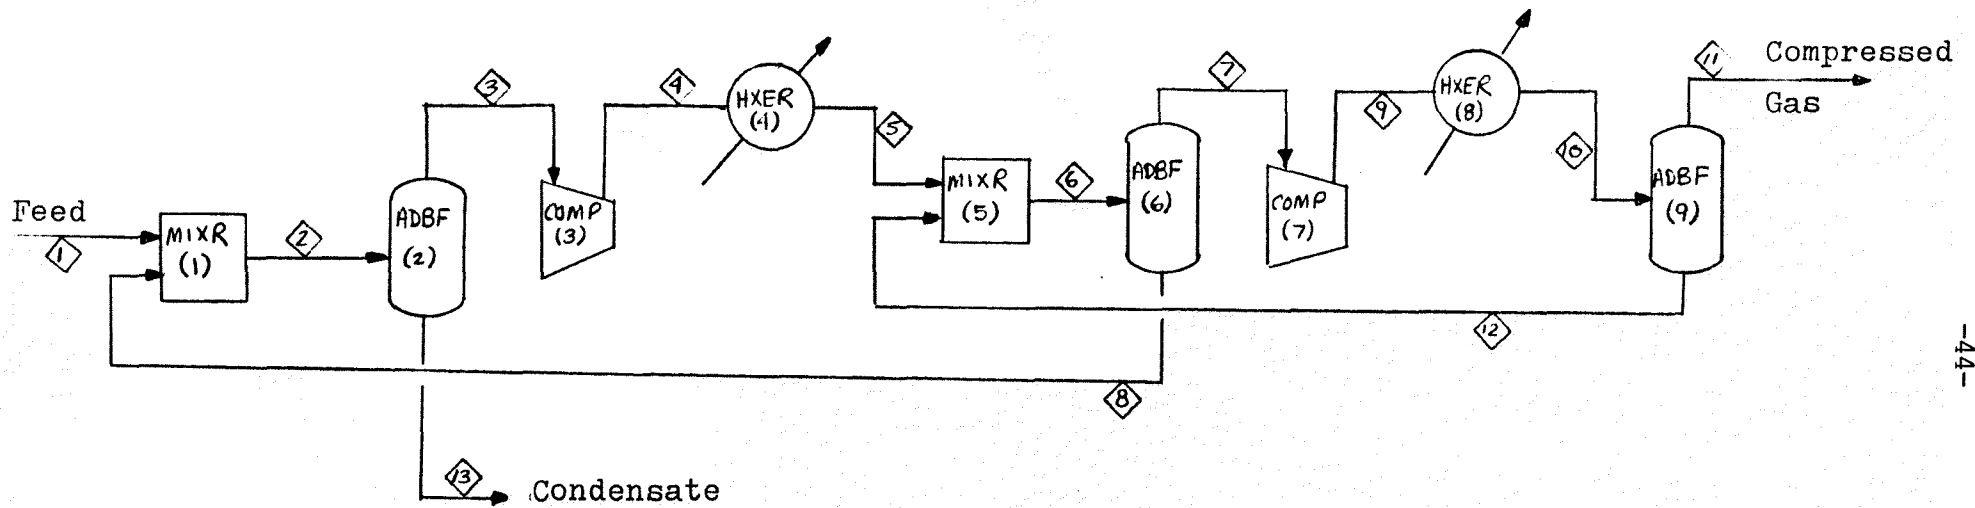 Feed
1
MIXR
(1)
2
ADBF
(2)
3
COMP
(3)
4
HXER
(4)
5
MIXR
(5)
6
ADBF
(6)
7
COMP
(7)
9
HXER
(8)
10
ADBF
(9)
11
Compressed
Gas
12
8
13
Condensate
-44-